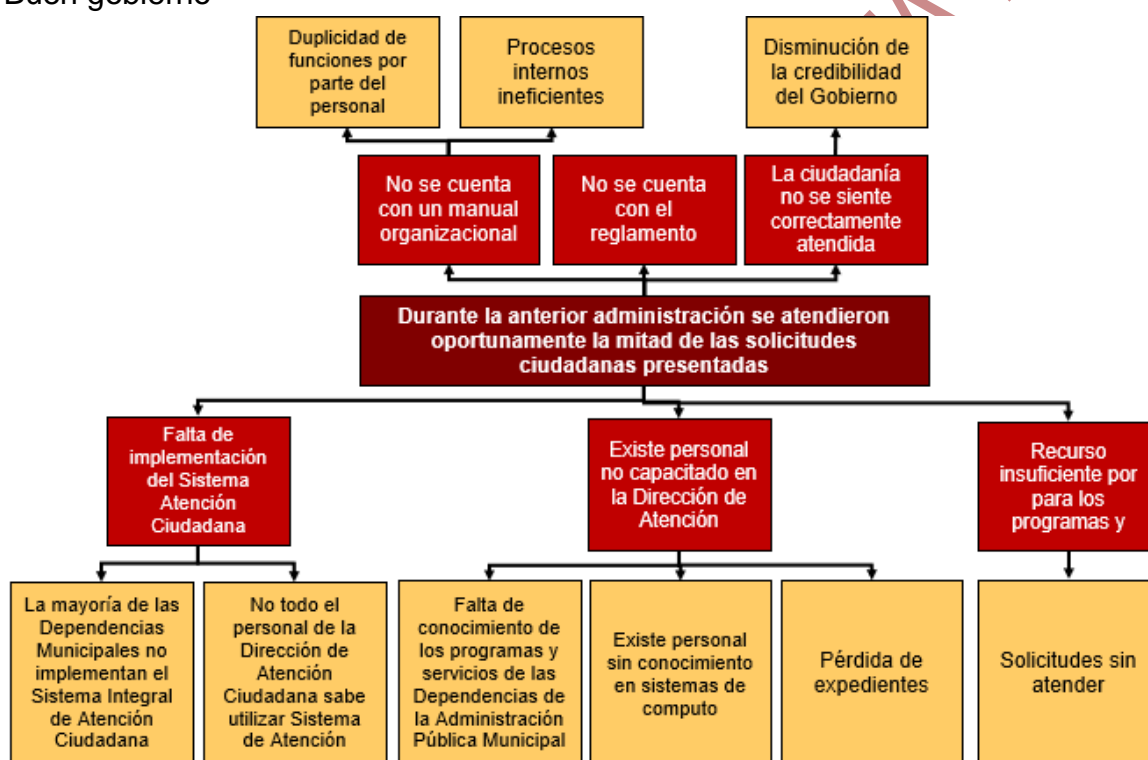 Buen gobierno
Duplicidad de
funciones por
parte del
personal
Procesos
internos
ineficientes
Disminución de
la credibilidad
del Gobierno
No se cuenta
con un manual
organizacional
No se cuenta
con el
reglamento
La ciudadanía
no se siente
correctamente
atendida
Durante la anterior administración se atendieron
oportunamente la mitad de las solicitudes
ciudadanas presentadas
Falta de
implementación
del Sistema
Atención
Ciudadana
Existe personal
no capacitado en
la Dirección de
Atención
Recurso
insuficiente por
para los
programas y
La mayoría de las
Dependencias
Municipales no
implementan el
Sistema Integral
de Atención
Ciudadana
No todo el
personal de la
Dirección de
Atención
Ciudadana sabe
utilizar Sistema
de Atención
Falta de
conocimiento de
los programas y
servicios de las
Dependencias de
la Administración
Pública Municipal
Existe personal
sin conocimiento
en sistemas de
computo
Pérdida de
expedientes
Solicitudes sin
atender